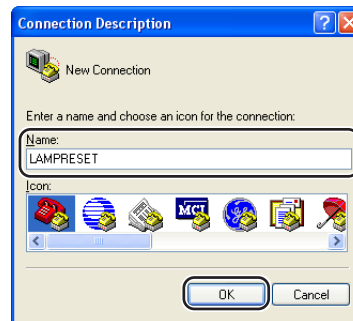 Connection Description
New Connection
Enter a name and choose an icon for the connection:
Name:
LAMPRESET
Icon:
MCI
OK
Cancel